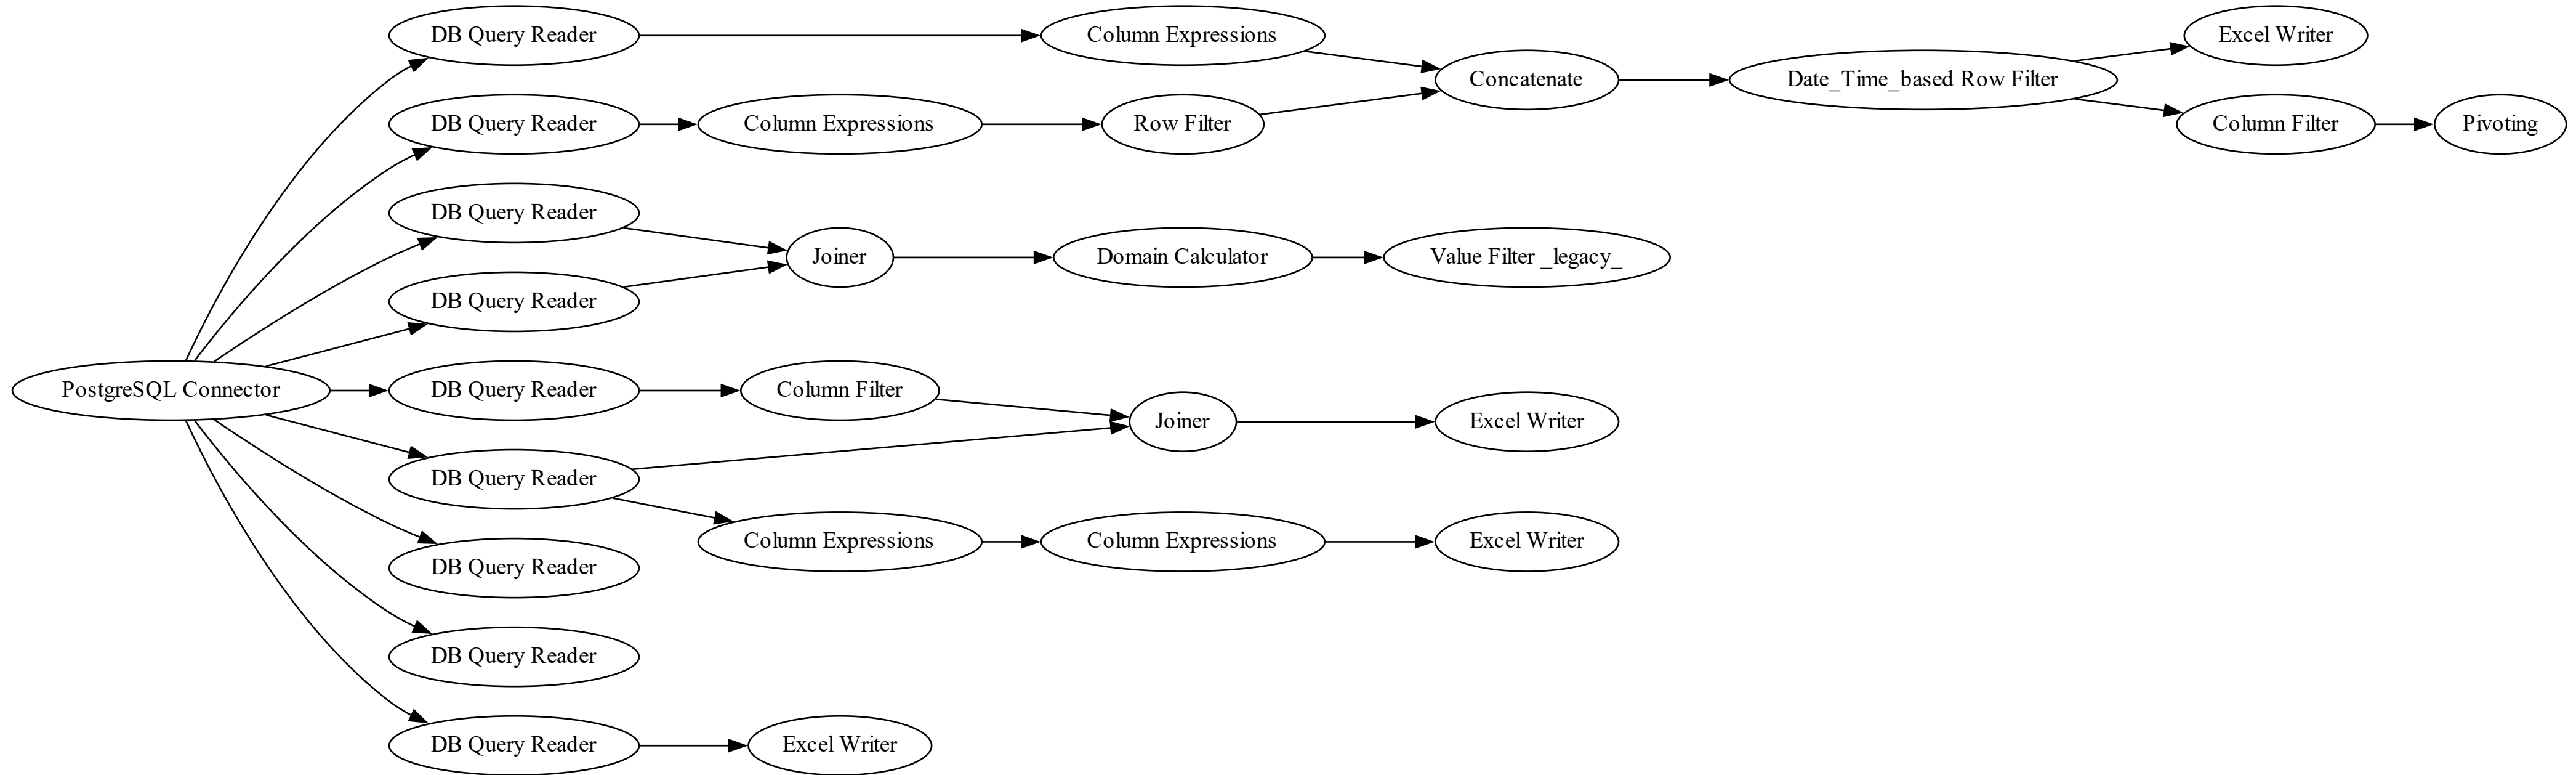 DB Query Reader
Column Expressions
Excel Writer
Concatenate
Date_Time_based Row Filter
DB Query Reader
Column Expressions
Row Filter
Column Filter
Pivoting
DB Query Reader
Joiner
Domain Calculator
Value Filter _legacy_
DB Query Reader
PostgreSQL Connector
DB Query Reader
Column Filter
Joiner
Excel Writer
DB Query Reader
Column Expressions
Column Expressions
Excel Writer
DB Query Reader
DB Query Reader
DB Query Reader
Excel Writer